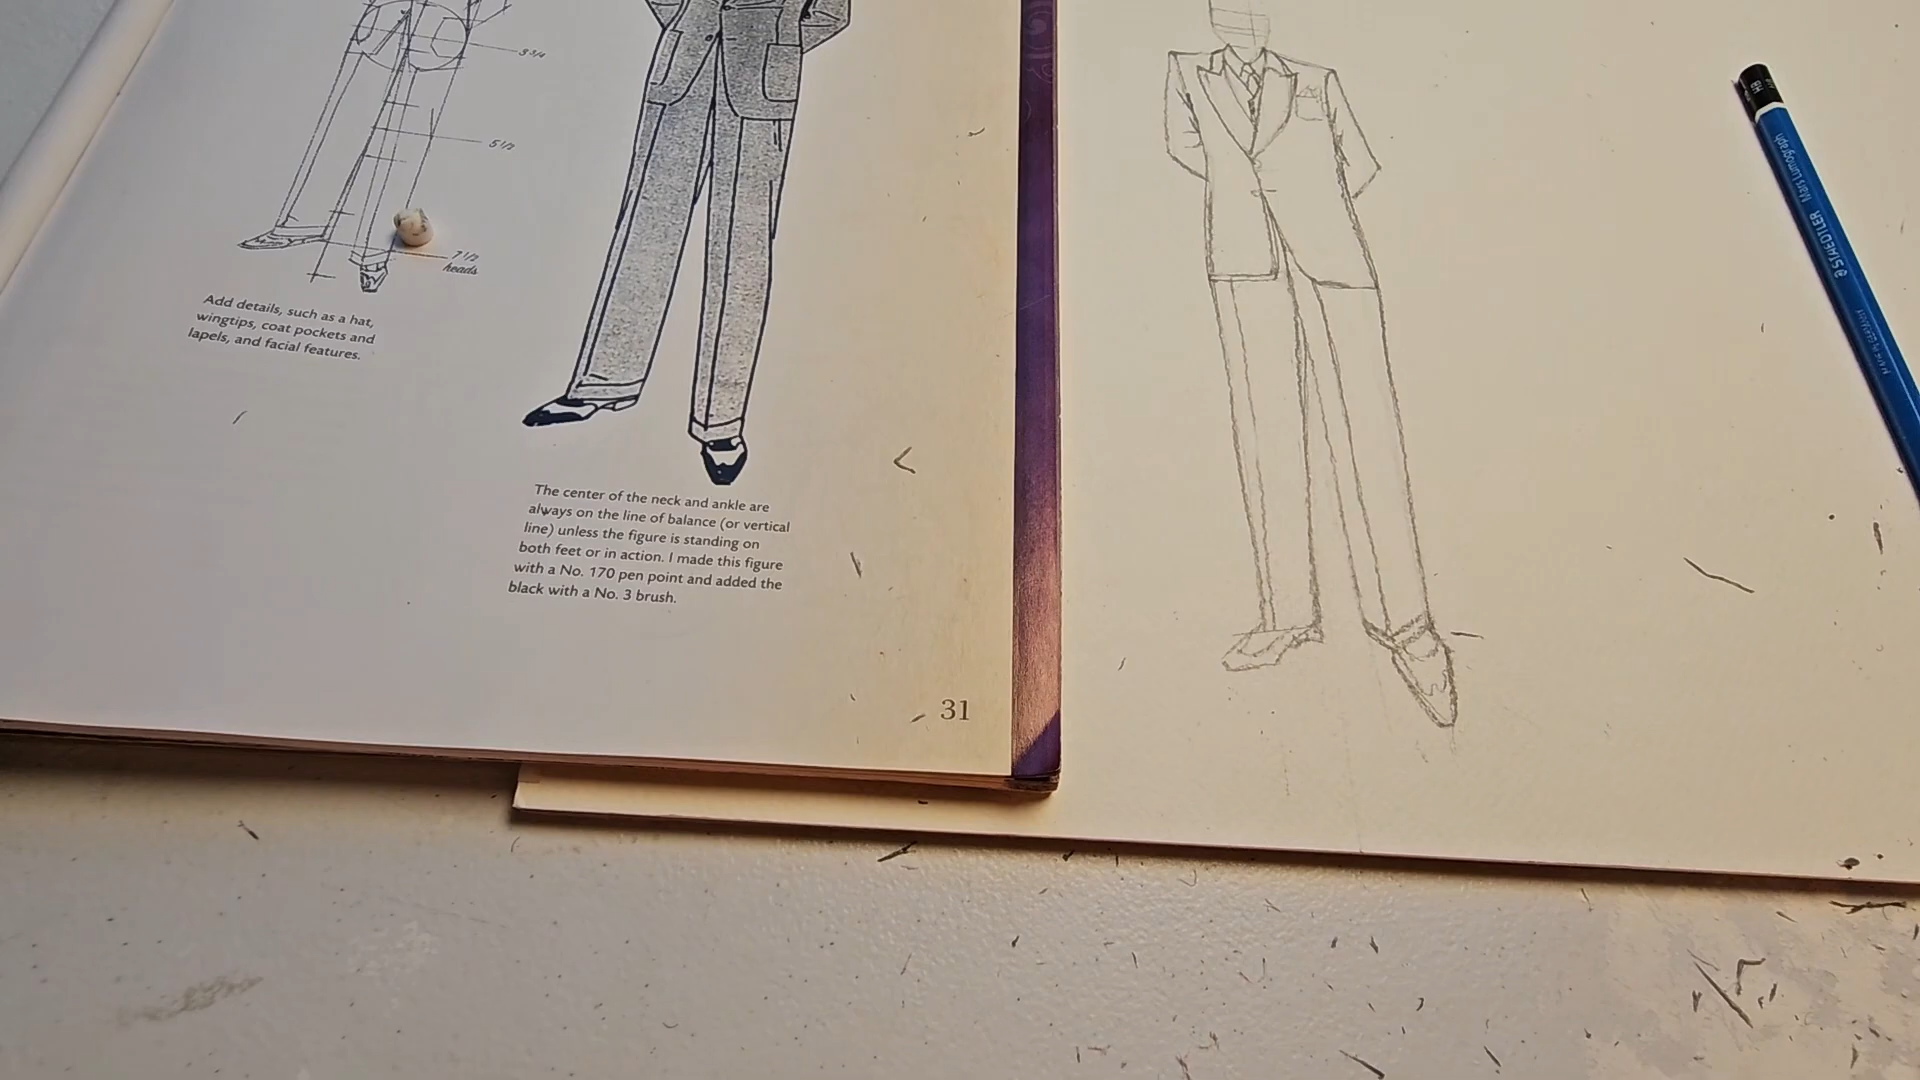 3 3/4
5 1/2
7 1/2
heads
Add details, such as a hat,
wingtips, coat pockets and
lapels, and facial features.
The center of the neck and ankle are
always on the line of balance (or vertical
line) unless the figure is standing on
both feet or in action. I made this figure
with a No. 170 pen point and added the
black with a No. 3 brush.
31
HB
STAEDTLER Mars Lumograph
MADE IN GERMANY